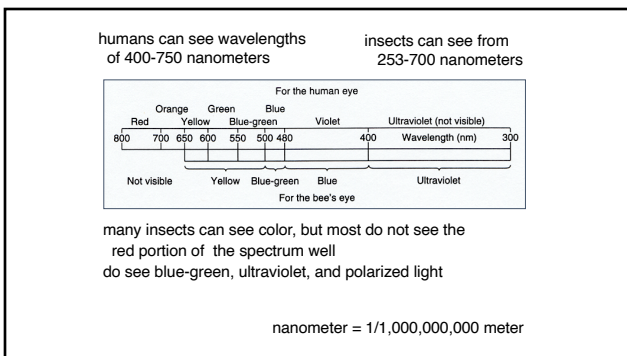 humans can see wavelengths
of 400-750 nanometers
insects can see from
253-700 nanometers
For the human eye
Orange Green Blue
Red Yellow Blue-green Violet Ultraviolet (not visible)
800 700 650 600 550 500 480 400 Wavelength (nm) 300
Not visible Yellow Blue-green Blue Ultraviolet
For the bee's eye
many insects can see color, but most do not see the
red portion of the spectrum well
do see blue-green, ultraviolet, and polarized light
nanometer = 1/1,000,000,000 meter